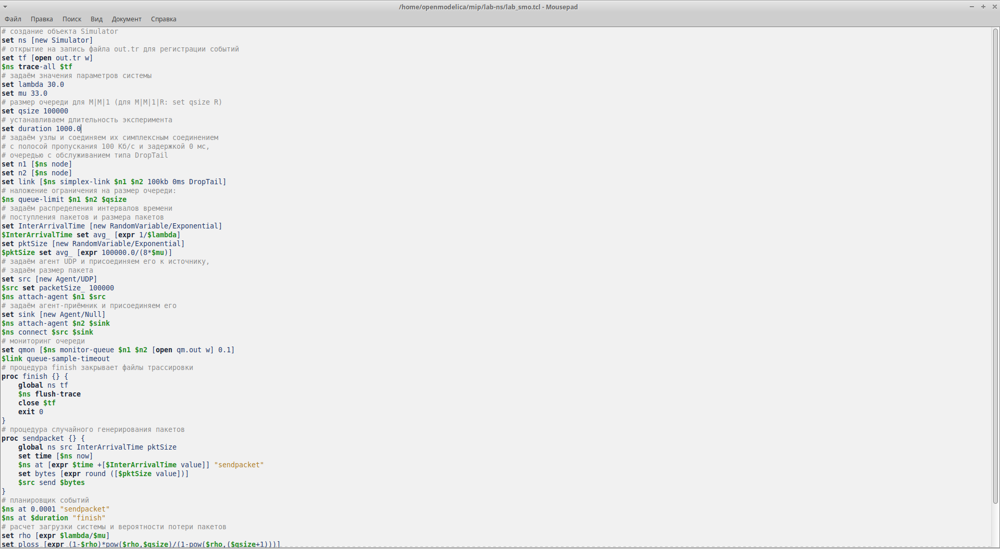 /home/openmodelica/mip/lab-ns/lab_smo.tcl - Mousepad
Файл Правка Поиск Вид Документ Справка
# создание объекта Simulator
set ns [new Simulator]
# открытие на запись файла out.tr для регистрации событий
set tf [open out.tr w]
$ns trace-all $tf
# задаём значения параметров системы
set lambda 30.0
set mu 33.0
# размер очереди для M|M|1 (для M|M|1|R: set qsize R)
set qsize 100000
# устанавливаем длительность эксперимента
set duration 1000.0
# задаём узлы и соединяем их симплексным соединением
# с полосой пропускания 100 Кб/с и задержкой 0 мс,
# очередью с обслуживанием типа DropTail
set n1 [$ns node]
set n2 [$ns node]
set link [$ns simplex-link $n1 $n2 100kb 0ms DropTail]
# наложение ограничения на размер очереди:
$ns queue-limit $n1 $n2 $qsize
# задаём распределения интервалов времени
# поступления пакетов и размера пакетов
set InterArrivalTime [new RandomVariable/Exponential]
$InterArrivalTime set avg_ [expr 1/$lambda]
set pktSize [new RandomVariable/Exponential]
$pktSize set avg_ [expr 100000.0/(8*$mu)]
# задаём агент UDP и присоединяем его к источнику,
# задаём размер пакета
set src [new Agent/UDP]
$src set packetSize_ 100000
$ns attach-agent $n1 $src
# задаём агент-приёмник и присоединяем его
set sink [new Agent/Null]
$ns attach-agent $n2 $sink
$ns connect $src $sink
# мониторинг очереди
set qmon [$ns monitor-queue $n1 $n2 [open qm.out w] 0.1]
$link queue-sample-timeout
# процедура finish закрывает файлы трассировки
proc finish {} {
    global ns tf
    $ns flush-trace
    close $tf
    exit 0
}
# процедура случайного генерирования пакетов
proc sendpacket {} {
    global ns src InterArrivalTime pktSize
    set time [$ns now]
    $ns at [expr $time +[$InterArrivalTime value]] "sendpacket"
    set bytes [expr round ([$pktSize value])]
    $src send $bytes
}
# планировщик событий
$ns at 0.0001 "sendpacket"
$ns at $duration "finish"
# расчет загрузки системы и вероятности потери пакетов
set rho [expr $lambda/$mu]
set ploss [expr (1-$rho)*pow($rho,$qsize)/(1-pow($rho,($qsize+1)))]